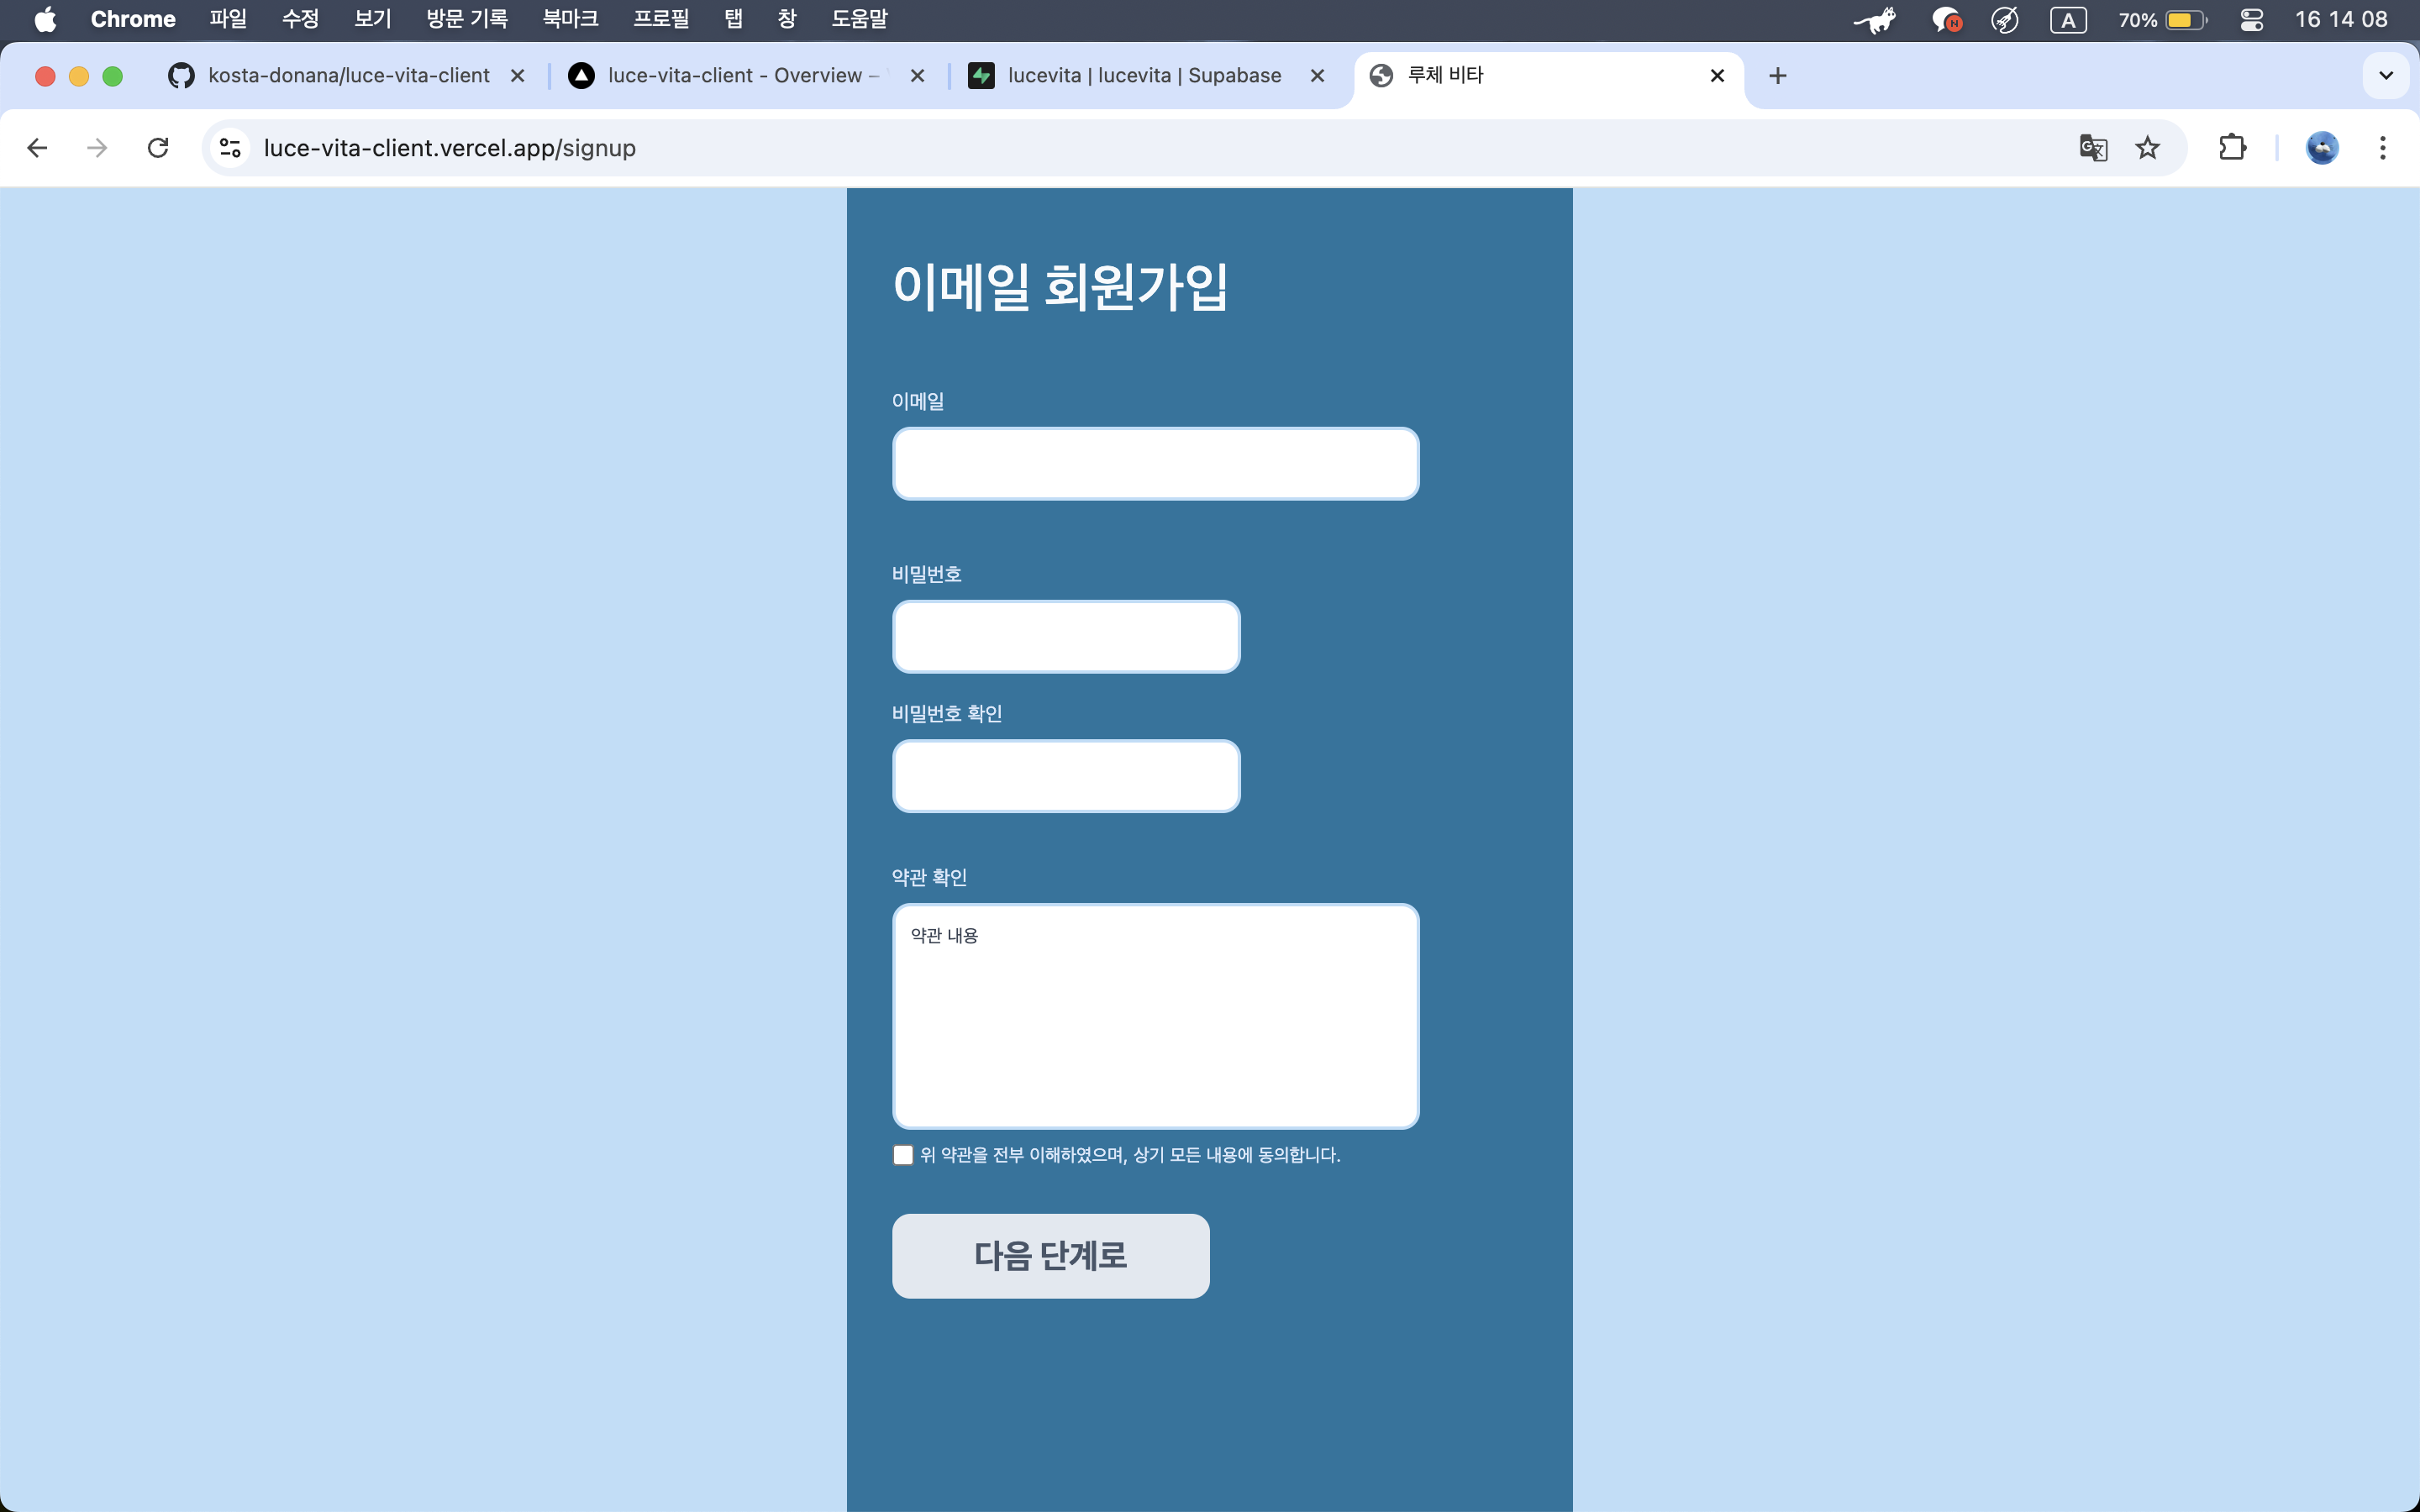 Chrome 파일 수정 보기 방문 기록 북마크 프로필 탭 창 도움말 N A 70% 16 14 08
kosta-donana/luce-vita-client luce-vita-client - Overview – lucevita | lucevita | Supabase 루체 비타
luce-vita-client.vercel.app/signup
이메일 회원가입
이메일
비밀번호
비밀번호 확인
약관 확인
약관 내용
위 약관을 전부 이해하였으며, 상기 모든 내용에 동의합니다.
다음 단계로